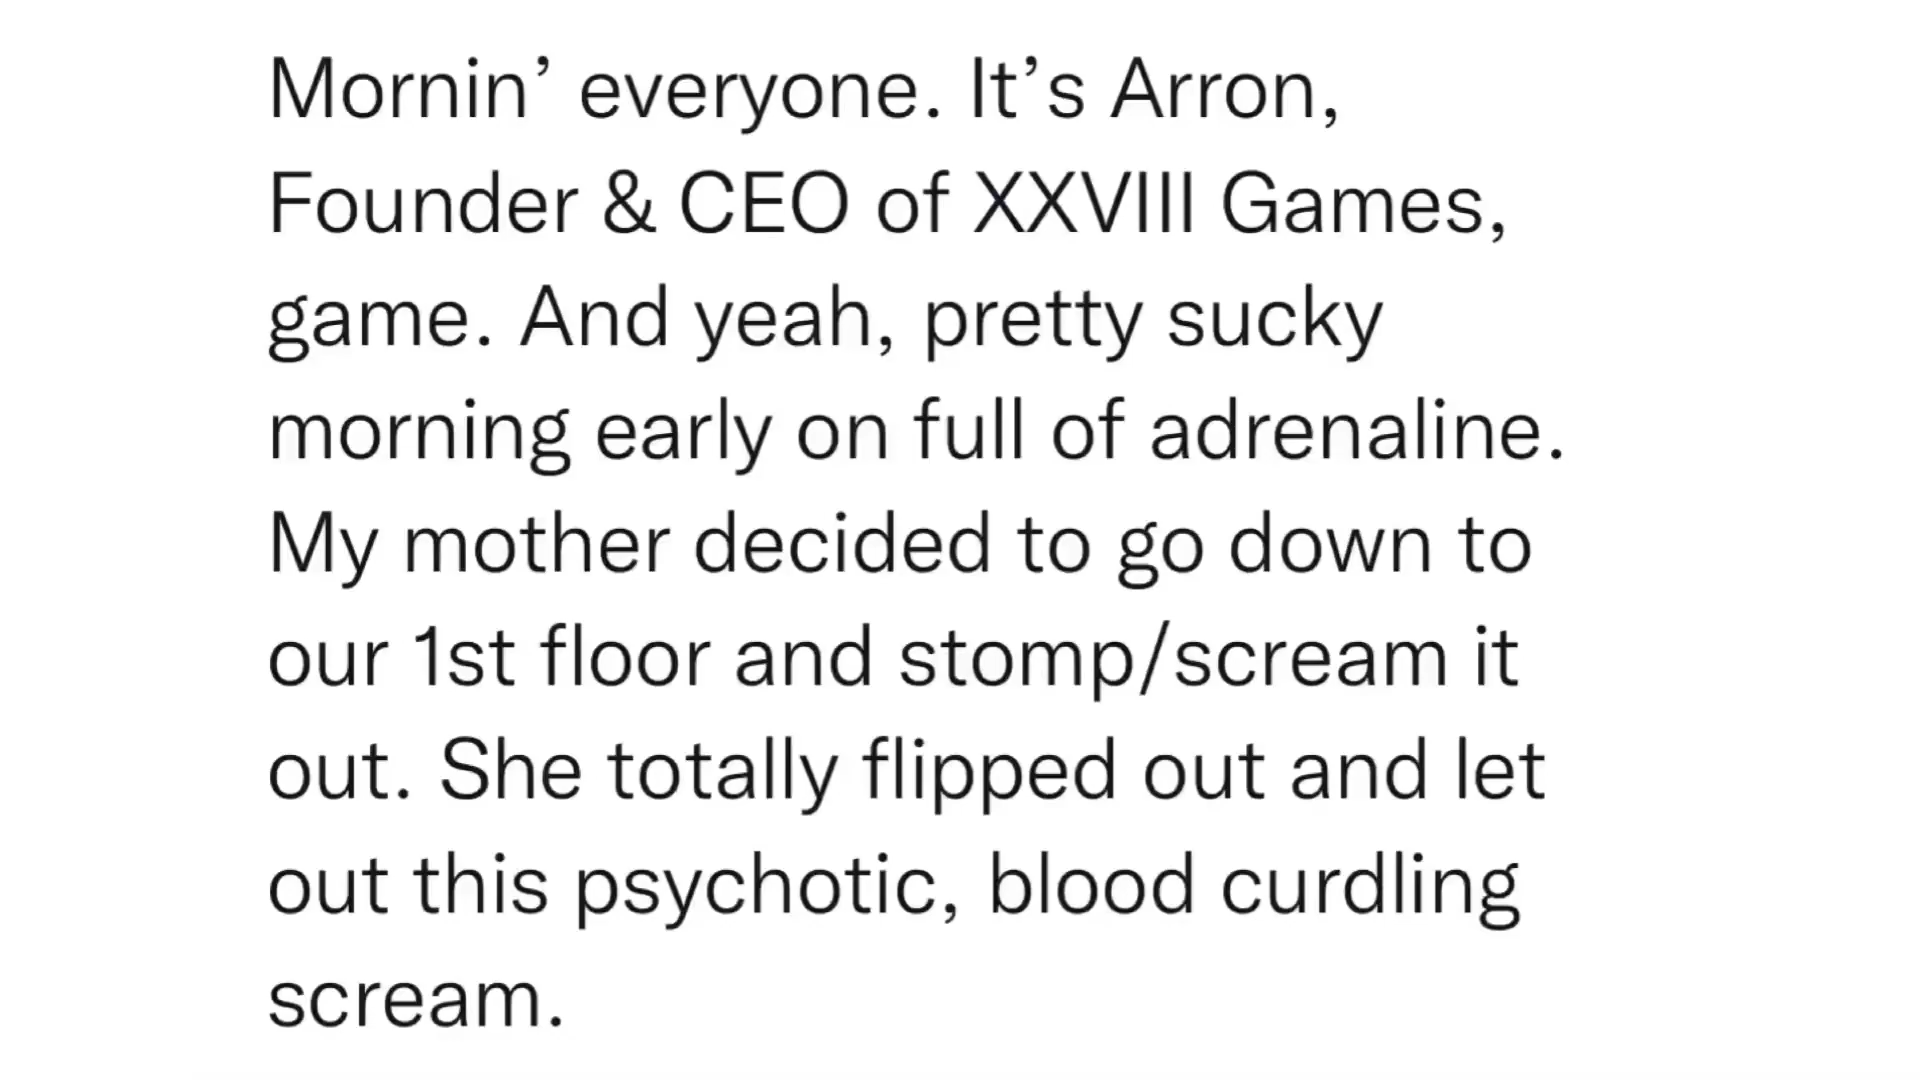 Mornin’ everyone. It’s Arron,
Founder & CEO of XXVIII Games,
game. And yeah, pretty sucky
morning early on full of adrenaline.
My mother decided to go down to
our 1st floor and stomp/scream it
out. She totally flipped out and let
out this psychotic, blood curdling
scream.